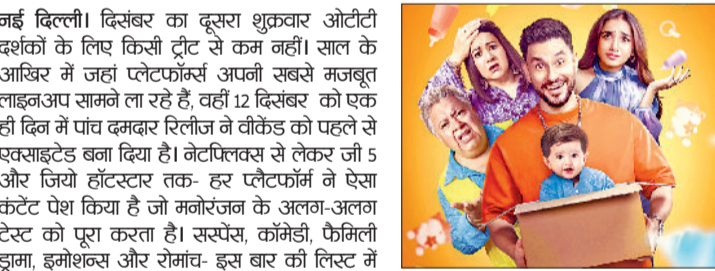 नई दिल्ली। दिसंबर का दूसरा शुक्रवार ओटीटी
दर्शकों के लिए किसी ट्रीट से कम नहीं। साल के
आखिर में जहां प्लेटफॉर्म्स अपनी सबसे मजबूत
लाइनअप सामने ला रहे हैं, वहीं 12 दिसंबर को एक
ही दिन में पांच दमदार रिलीज ने वीकेंड को पहले से
एक्साइटेड बना दिया है। नेटफ्लिक्स से लेकर जी 5
और जियो हॉटस्टार तक- हर प्लैटफॉर्म ने ऐसा
कंटेंट पेश किया है जो मनोरंजन के अलग-अलग
टेस्ट को पूरा करता है। सस्पेंस, कॉमेडी, फैमिली
ड्रामा, इमोशन्स और रोमांच- इस बार की लिस्ट में